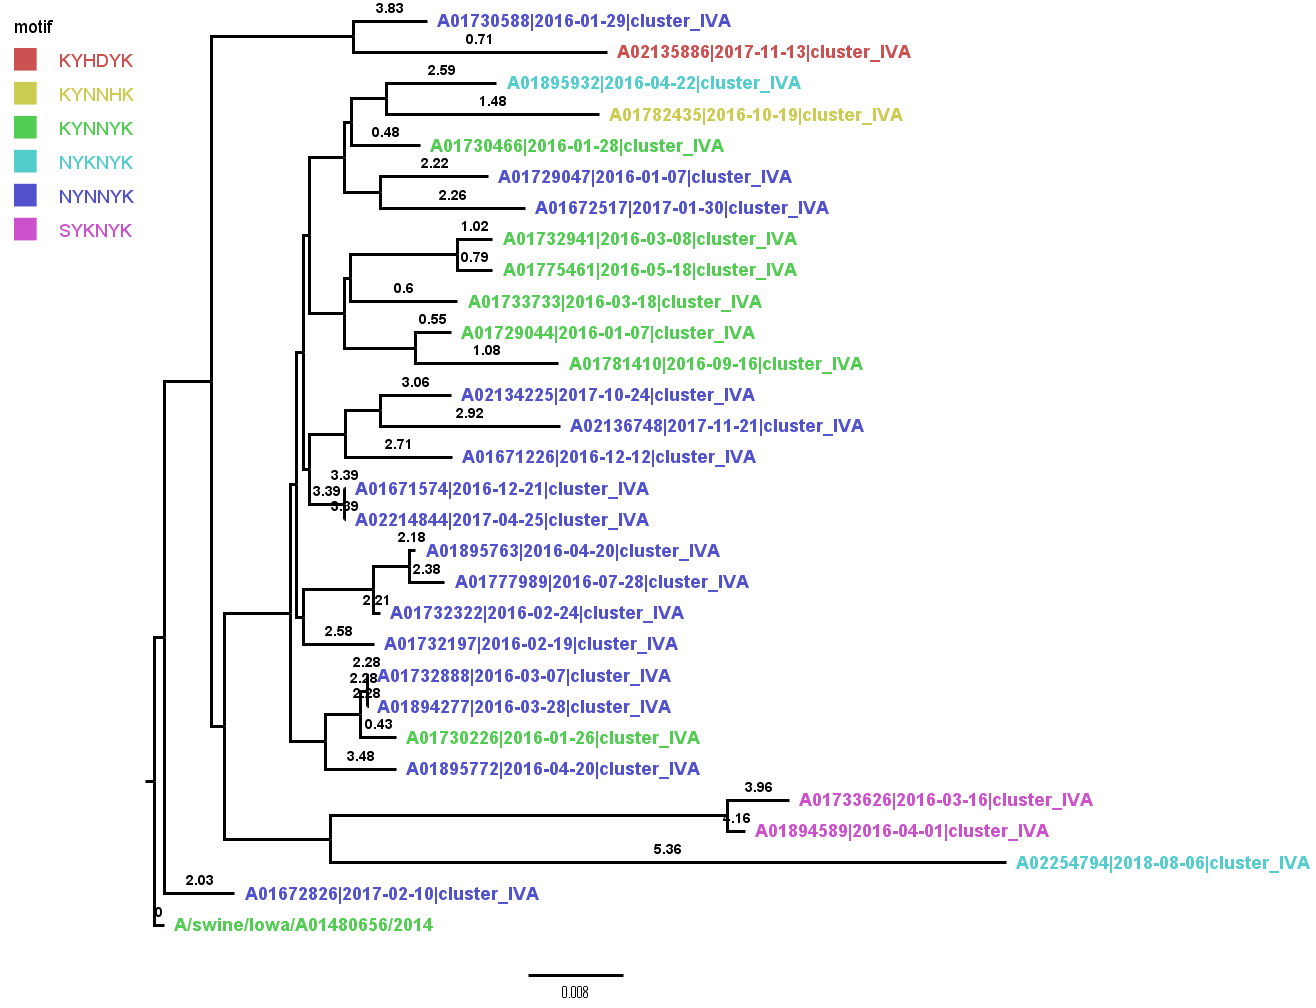 motif
KYHDYK
KYNNHK
KYNNYK
NYKNYK
NYNNYK
SYKNYK
3.83
A01730588|2016-01-29|cluster_IVA
0.71
A02135886|2017-11-13|cluster_IVA
2.59
A01895932|2016-04-22|cluster_IVA
1.48
A01782435|2016-10-19|cluster_IVA
0.48
A01730466|2016-01-28|cluster_IVA
2.22
A01729047|2016-01-07|cluster_IVA
2.26
A01672517|2017-01-30|cluster_IVA
1.02
A01732941|2016-03-08|cluster_IVA
0.79
A01775461|2016-05-18|cluster_IVA
0.6
A01733733|2016-03-18|cluster_IVA
0.55
A01729044|2016-01-07|cluster_IVA
1.08
A01781410|2016-09-16|cluster_IVA
3.06
A02134225|2017-10-24|cluster_IVA
2.92
A02136748|2017-11-21|cluster_IVA
2.71
A01671226|2016-12-12|cluster_IVA
3.39
A01671574|2016-12-21|cluster_IVA
3.39
3.39
A02214844|2017-04-25|cluster_IVA
2.18
A01895763|2016-04-20|cluster_IVA
2.38
A01777989|2016-07-28|cluster_IVA
2.21
A01732322|2016-02-24|cluster_IVA
2.58
A01732197|2016-02-19|cluster_IVA
2.28
A01732888|2016-03-07|cluster_IVA
2.28
2.28
A01894277|2016-03-28|cluster_IVA
0.43
A01730226|2016-01-26|cluster_IVA
3.48
A01895772|2016-04-20|cluster_IVA
3.96
A01733626|2016-03-16|cluster_IVA
4.16
A01894589|2016-04-01|cluster_IVA
5.36
A02254794|2018-08-06|cluster_IVA
2.03
A01672826|2017-02-10|cluster_IVA
0
A/swine/Iowa/A01480656/2014
0.008